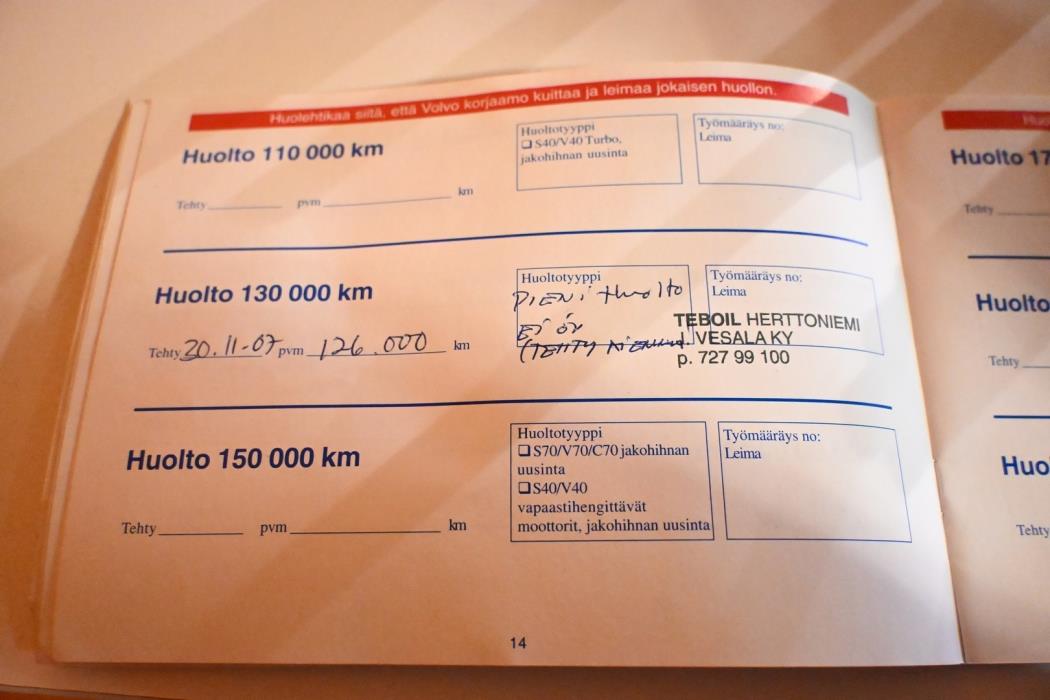 Huolehtikaa siitä, että Volvo korjaamo kuittaa ja leimaa jokaisen huollon.
Huolto 110 000 km
Tehty pvm km
Huoltotyyppi
❑ S40/V40 Turbo,
jakohihnan uusinta
Työmääräys no:
Leima
Huolto 130 000 km
Tehty 30.11-07 pvm 126.000 km
Huoltotyyppi
PIENi Huolto
Ei öv
(TEHTY
Työmääräys no:
Leima
TEBOIL HERTTONIEMI
J. VESALA KY
p. 727 99 100
Huolto 150 000 km
Tehty pvm km
Huoltotyyppi
❑ S70/V70/C70 jakohihnan
uusinta
❑ S40/V40
vapaastihengittävät
moottorit, jakohihnan uusinta
Työmääräys no:
Leima
14
Huolto 17
Tehty
Huolto
Tehty
Huo
Tehty